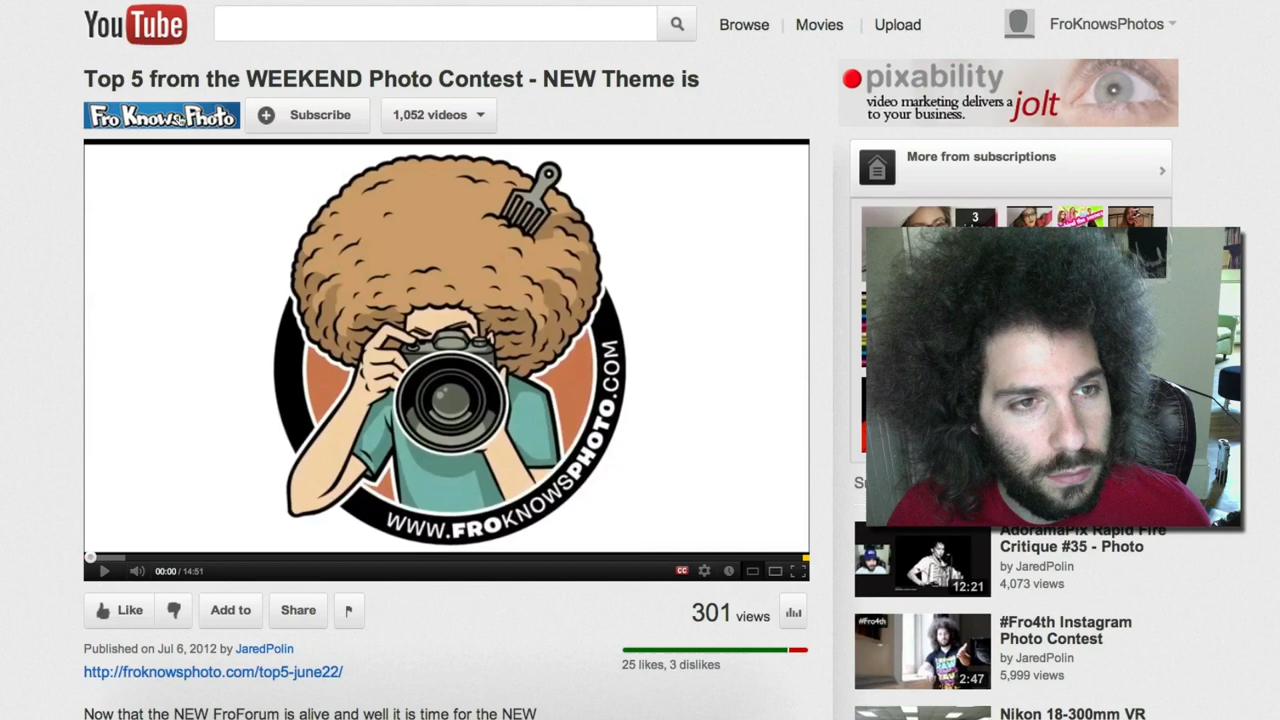 You Tube
Browse
Movies
Upload
FroKnowsPhotos
Top 5 from the WEEKEND Photo Contest - NEW Theme is
FRO KNOWS PHOTO
Subscribe
1,052 videos
pixability
video marketing delivers a
to your business.
jolt
More from subscriptions
3
WWW.FROKNOWSPHOTO.COM
00:00 / 14:51
CC
Like
Add to
Share
301 views
Published on Jul 6, 2012 by JaredPolin
25 likes, 3 dislikes
http://froknowsphoto.com/top5-june22/
Now that the NEW FroForum is alive and well it is time for the NEW
AdoramaPix Rapid Fire
Critique #35 - Photo
by JaredPolin
4,073 views
12:21
#Fro4th
#Fro4th Instagram
Photo Contest
by JaredPolin
5,999 views
2:47
Nikon 18-300mm VR